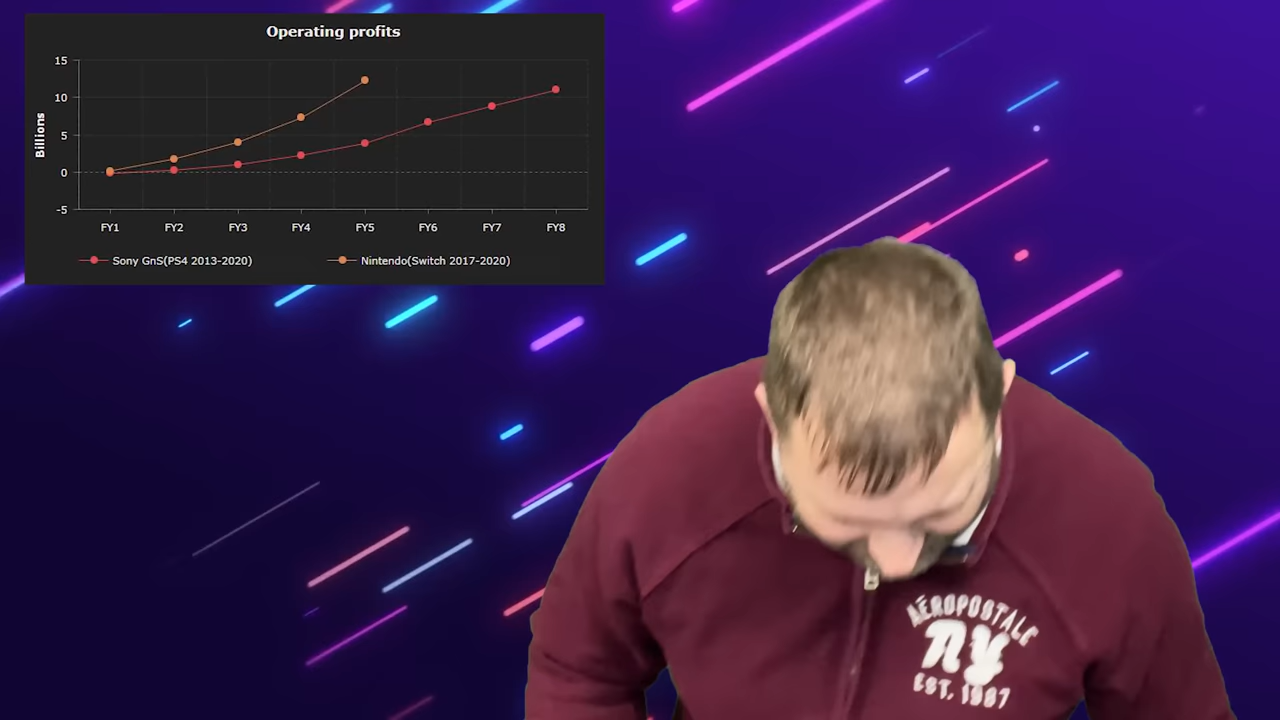 Operating profits
15
10
5
0
-5
Billions
FY1 FY2 FY3 FY4 FY5 FY6 FY7 FY8
Sony GnS(PS4 2013-2020) Nintendo(Switch 2017-2020)
AÉROPOSTALE
NY
EST. 1987